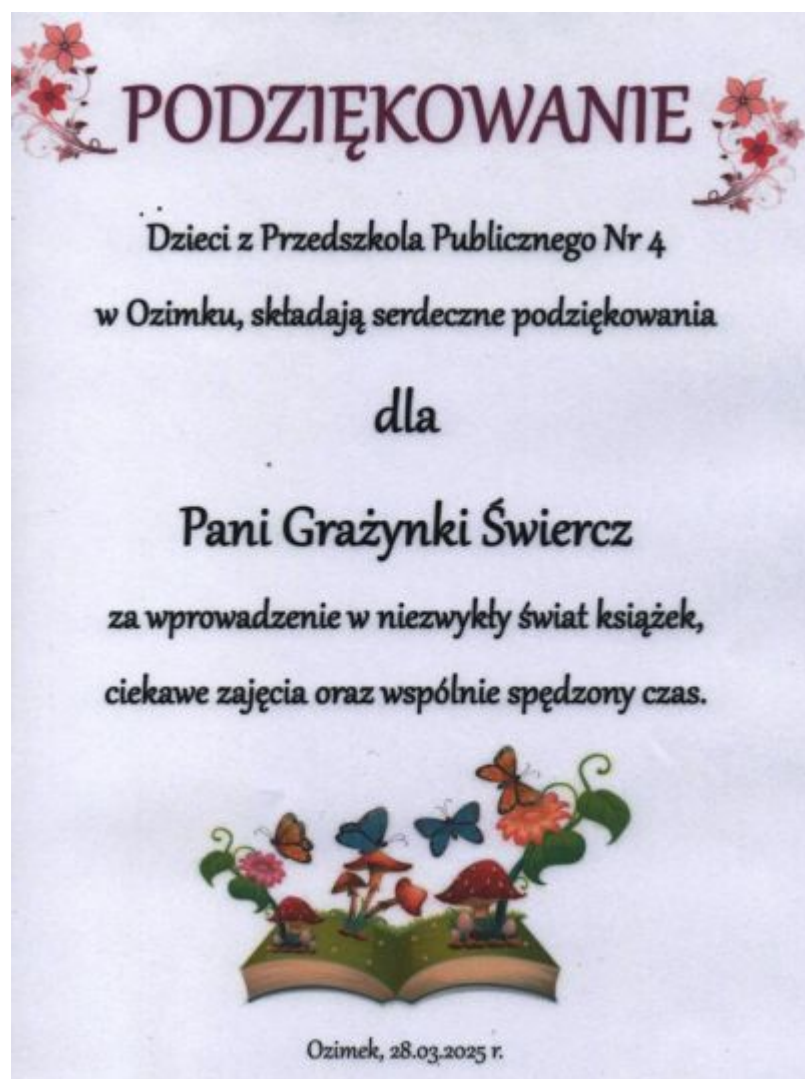 PODZIĘKOWANIE
Dzieci z Przedszkola Publicznego Nr 4
w Ozimku, składają serdeczne podziękowania
dla
Pani Grażynki Świercz
za wprowadzenie w niezwykły świat książek,
ciekawe zajęcia oraz wspólnie spędzony czas.
Ozimek, 28.03.2025 r.